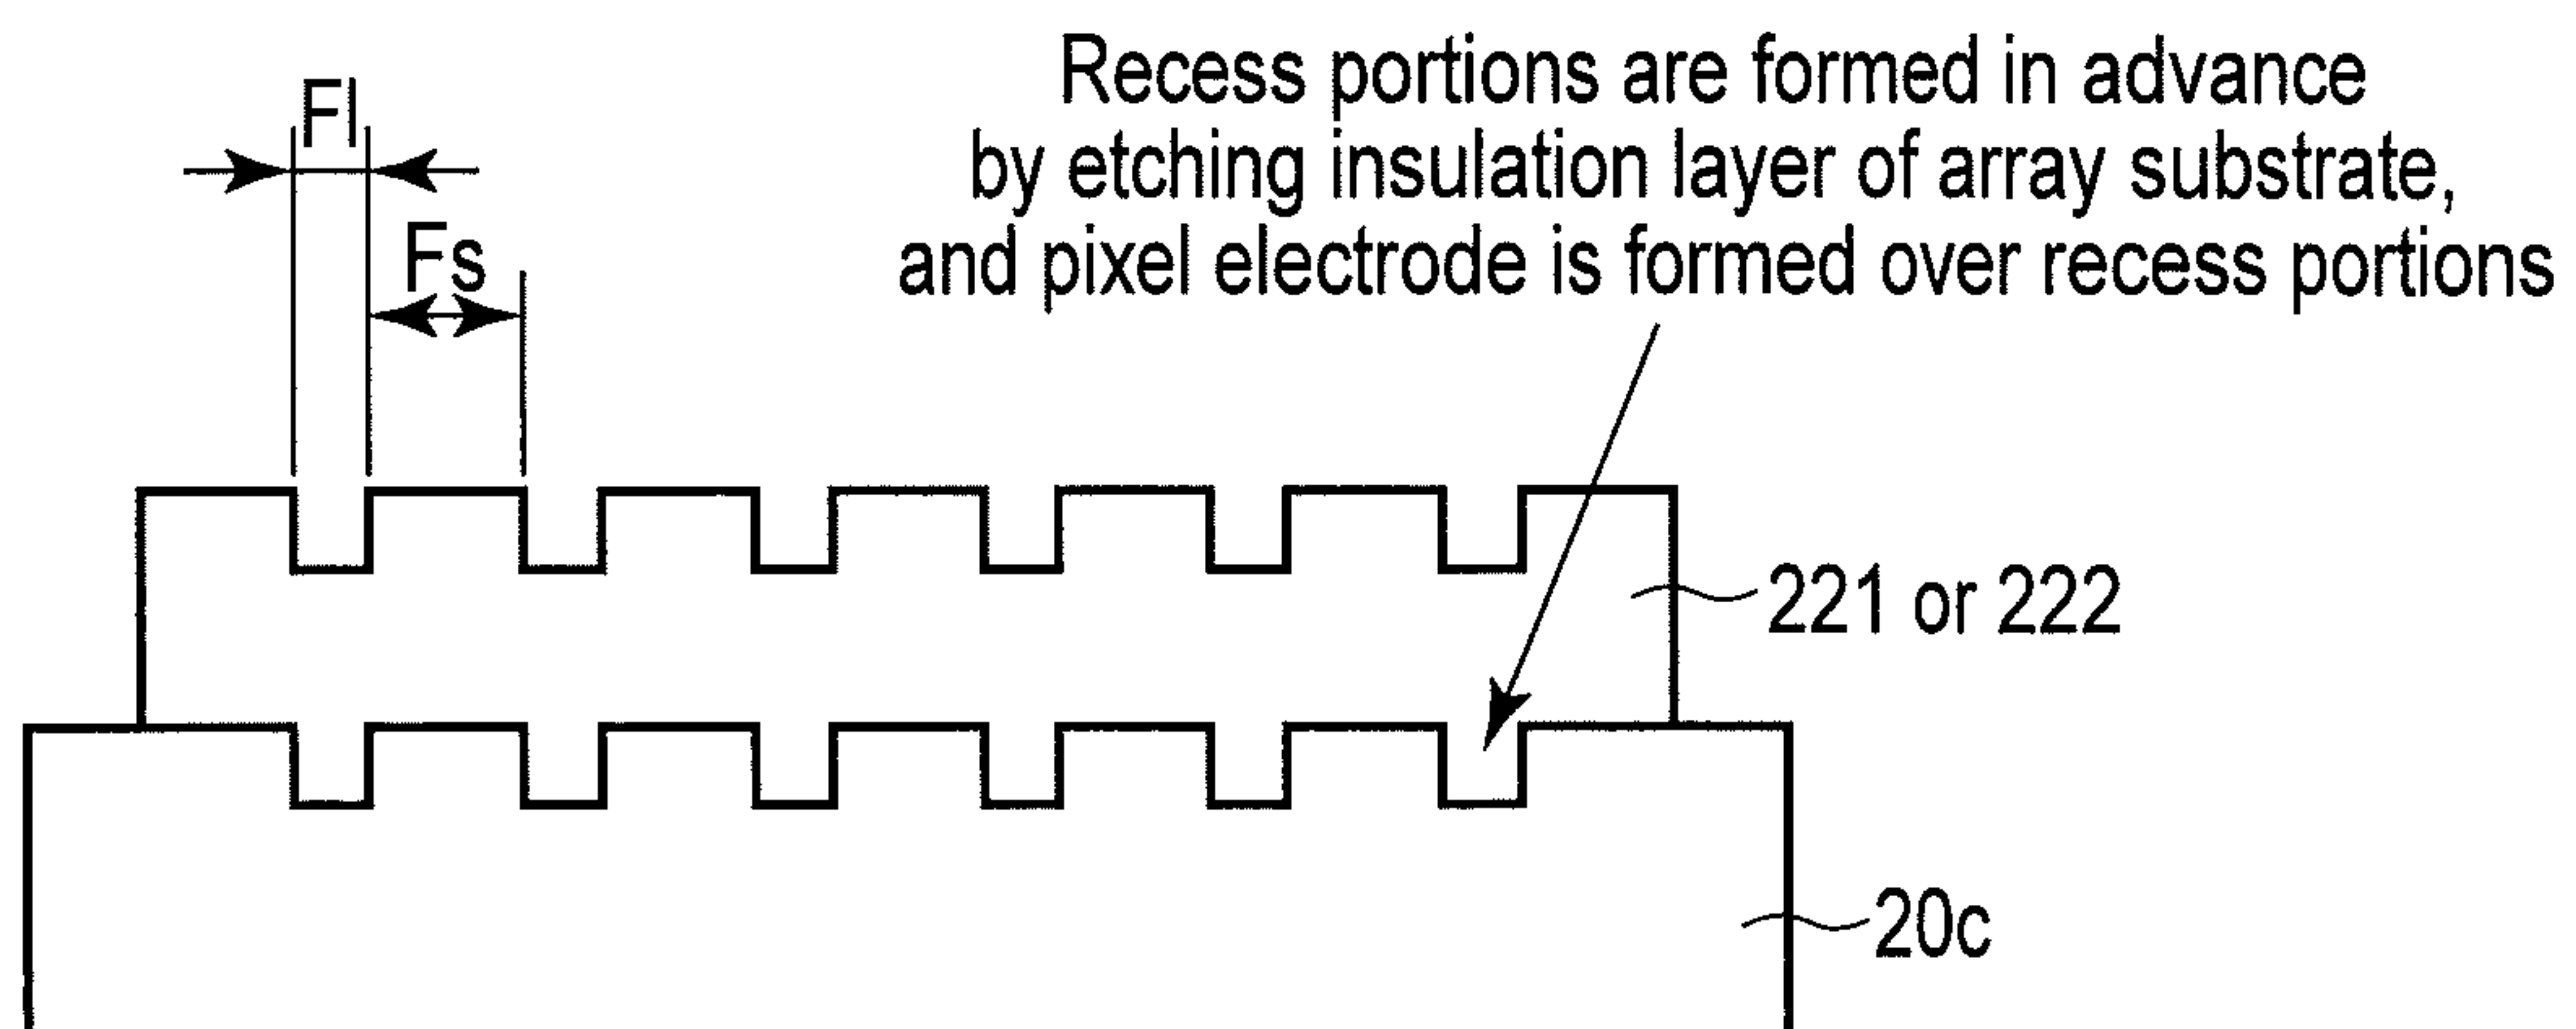 Recess portions are formed in advance
by etching insulation layer of array substrate,
and pixel electrode is formed over recess portions
Fl
Fs
221 or 222
20c